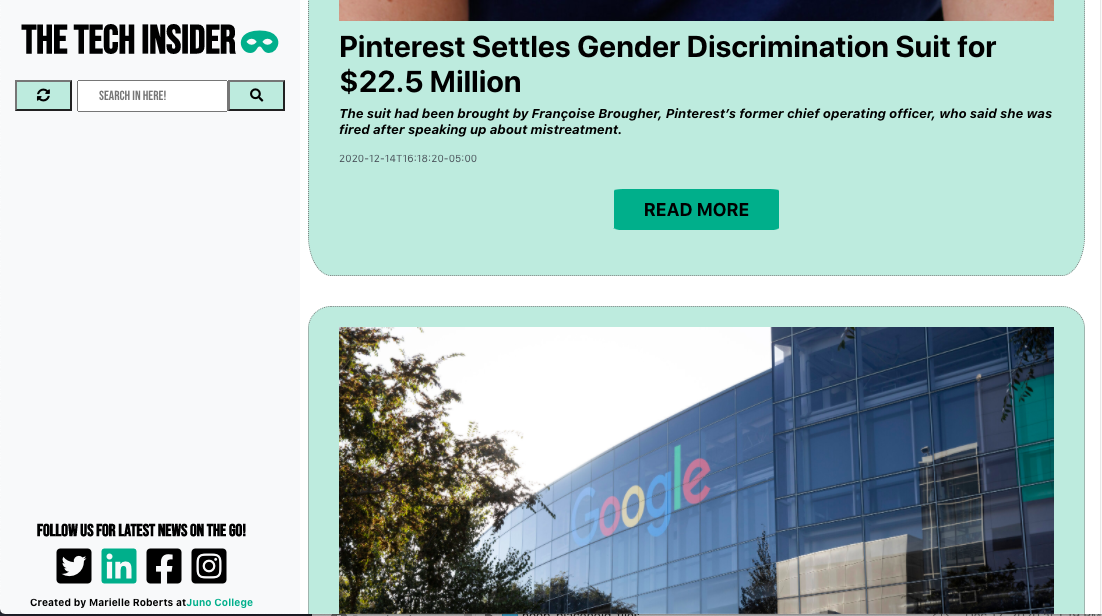 THE TECH INSIDER
SEARCH IN HERE!
FOLLOW US FOR LATEST NEWS ON THE GO!
in
Created by Marielle Roberts atJuno College
Pinterest Settles Gender Discrimination Suit for
$22.5 Million
The suit had been brought by Françoise Brougher, Pinterest’s former chief operating officer, who said she was
fired after speaking up about mistreatment.
2020-12-14T16:18:20-05:00
READ MORE
Google